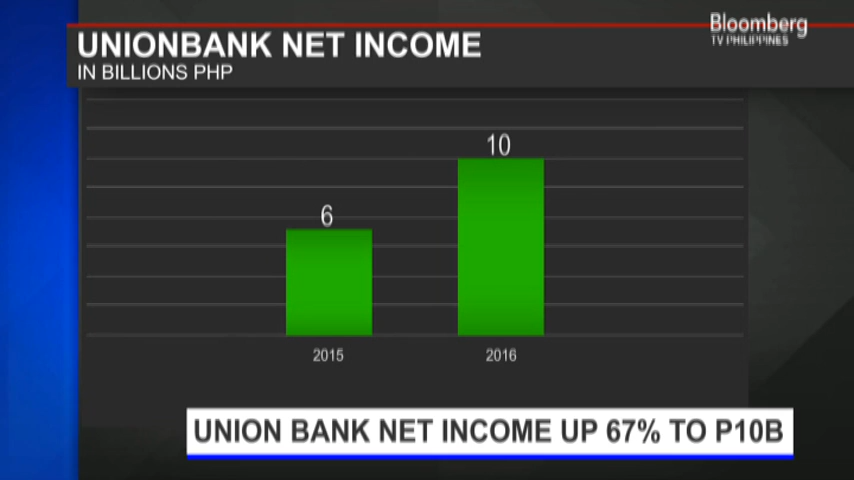 Bloomberg
TV PHILIPPINES
UNIONBANK NET INCOME
IN BILLIONS PHP
10
6
2015
2016
UNION BANK NET INCOME UP 67% TO P10B